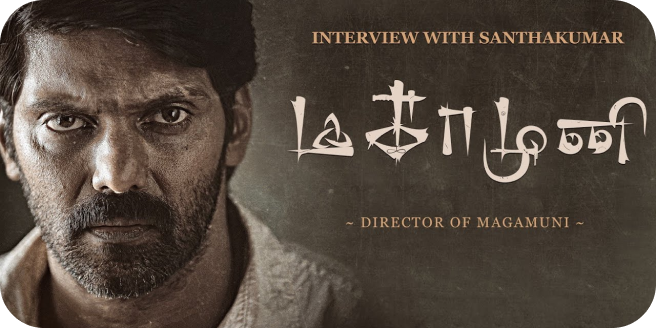 INTERVIEW WITH SANTHAKUMAR
மகாமுனி
~ DIRECTOR OF MAGAMUNI ~